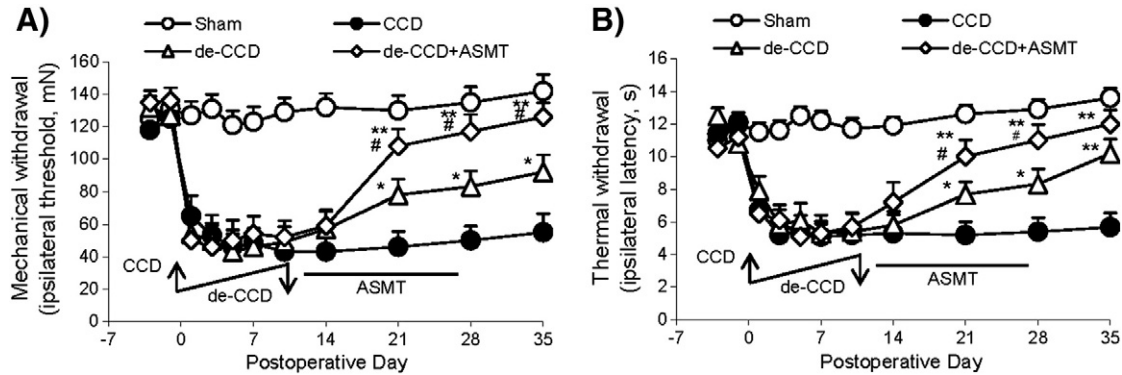 A)
Sham
CCD
de-CCD
de-CCD+ASMT
Mechanical withdrawal
(ipsilateral threshold, mN)
160
140
120
100
80
60
40
20
0
**
#
**
#
**
#
*
*
*
CCD
de-CCD
ASMT
-7
0
7
14
21
28
35
Postoperative Day
B)
Sham
CCD
de-CCD
de-CCD+ASMT
Thermal withdrawal
(ipsilateral latency, s)
16
14
12
10
8
6
4
2
0
**
#
**
#
**
*
*
**
CCD
de-CCD
ASMT
-7
0
7
14
21
28
35
Postoperative Day